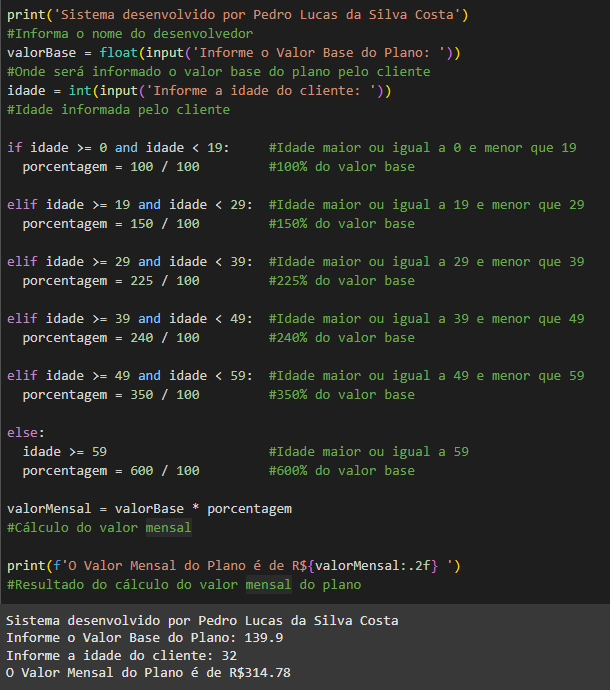 print('Sistema desenvolvido por Pedro Lucas da Silva Costa')
#Informa o nome do desenvolvedor
valorBase = float(input('Informe o Valor Base do Plano: '))
#Onde será informado o valor base do plano pelo cliente
idade = int(input('Informe a idade do cliente: '))
#Idade informada pelo cliente

if idade >= 0 and idade < 19:     #Idade maior ou igual a 0 e menor que 19
  porcentagem = 100 / 100         #100% do valor base

elif idade >= 19 and idade < 29:  #Idade maior ou igual a 19 e menor que 29
  porcentagem = 150 / 100         #150% do valor base

elif idade >= 29 and idade < 39:  #Idade maior ou igual a 29 e menor que 39
  porcentagem = 225 / 100         #225% do valor base

elif idade >= 39 and idade < 49:  #Idade maior ou igual a 39 e menor que 49
  porcentagem = 240 / 100         #240% do valor base

elif idade >= 49 and idade < 59:  #Idade maior ou igual a 49 e menor que 59
  porcentagem = 350 / 100         #350% do valor base

else:
  idade >= 59                     #Idade maior ou igual a 59
  porcentagem = 600 / 100         #600% do valor base

valorMensal = valorBase * porcentagem
#Cálculo do valor mensal

print(f'O Valor Mensal do Plano é de R${valorMensal:.2f} ')
#Resultado do cálculo do valor mensal do plano

Sistema desenvolvido por Pedro Lucas da Silva Costa
Informe o Valor Base do Plano: 139.9
Informe a idade do cliente: 32
O Valor Mensal do Plano é de R$314.78